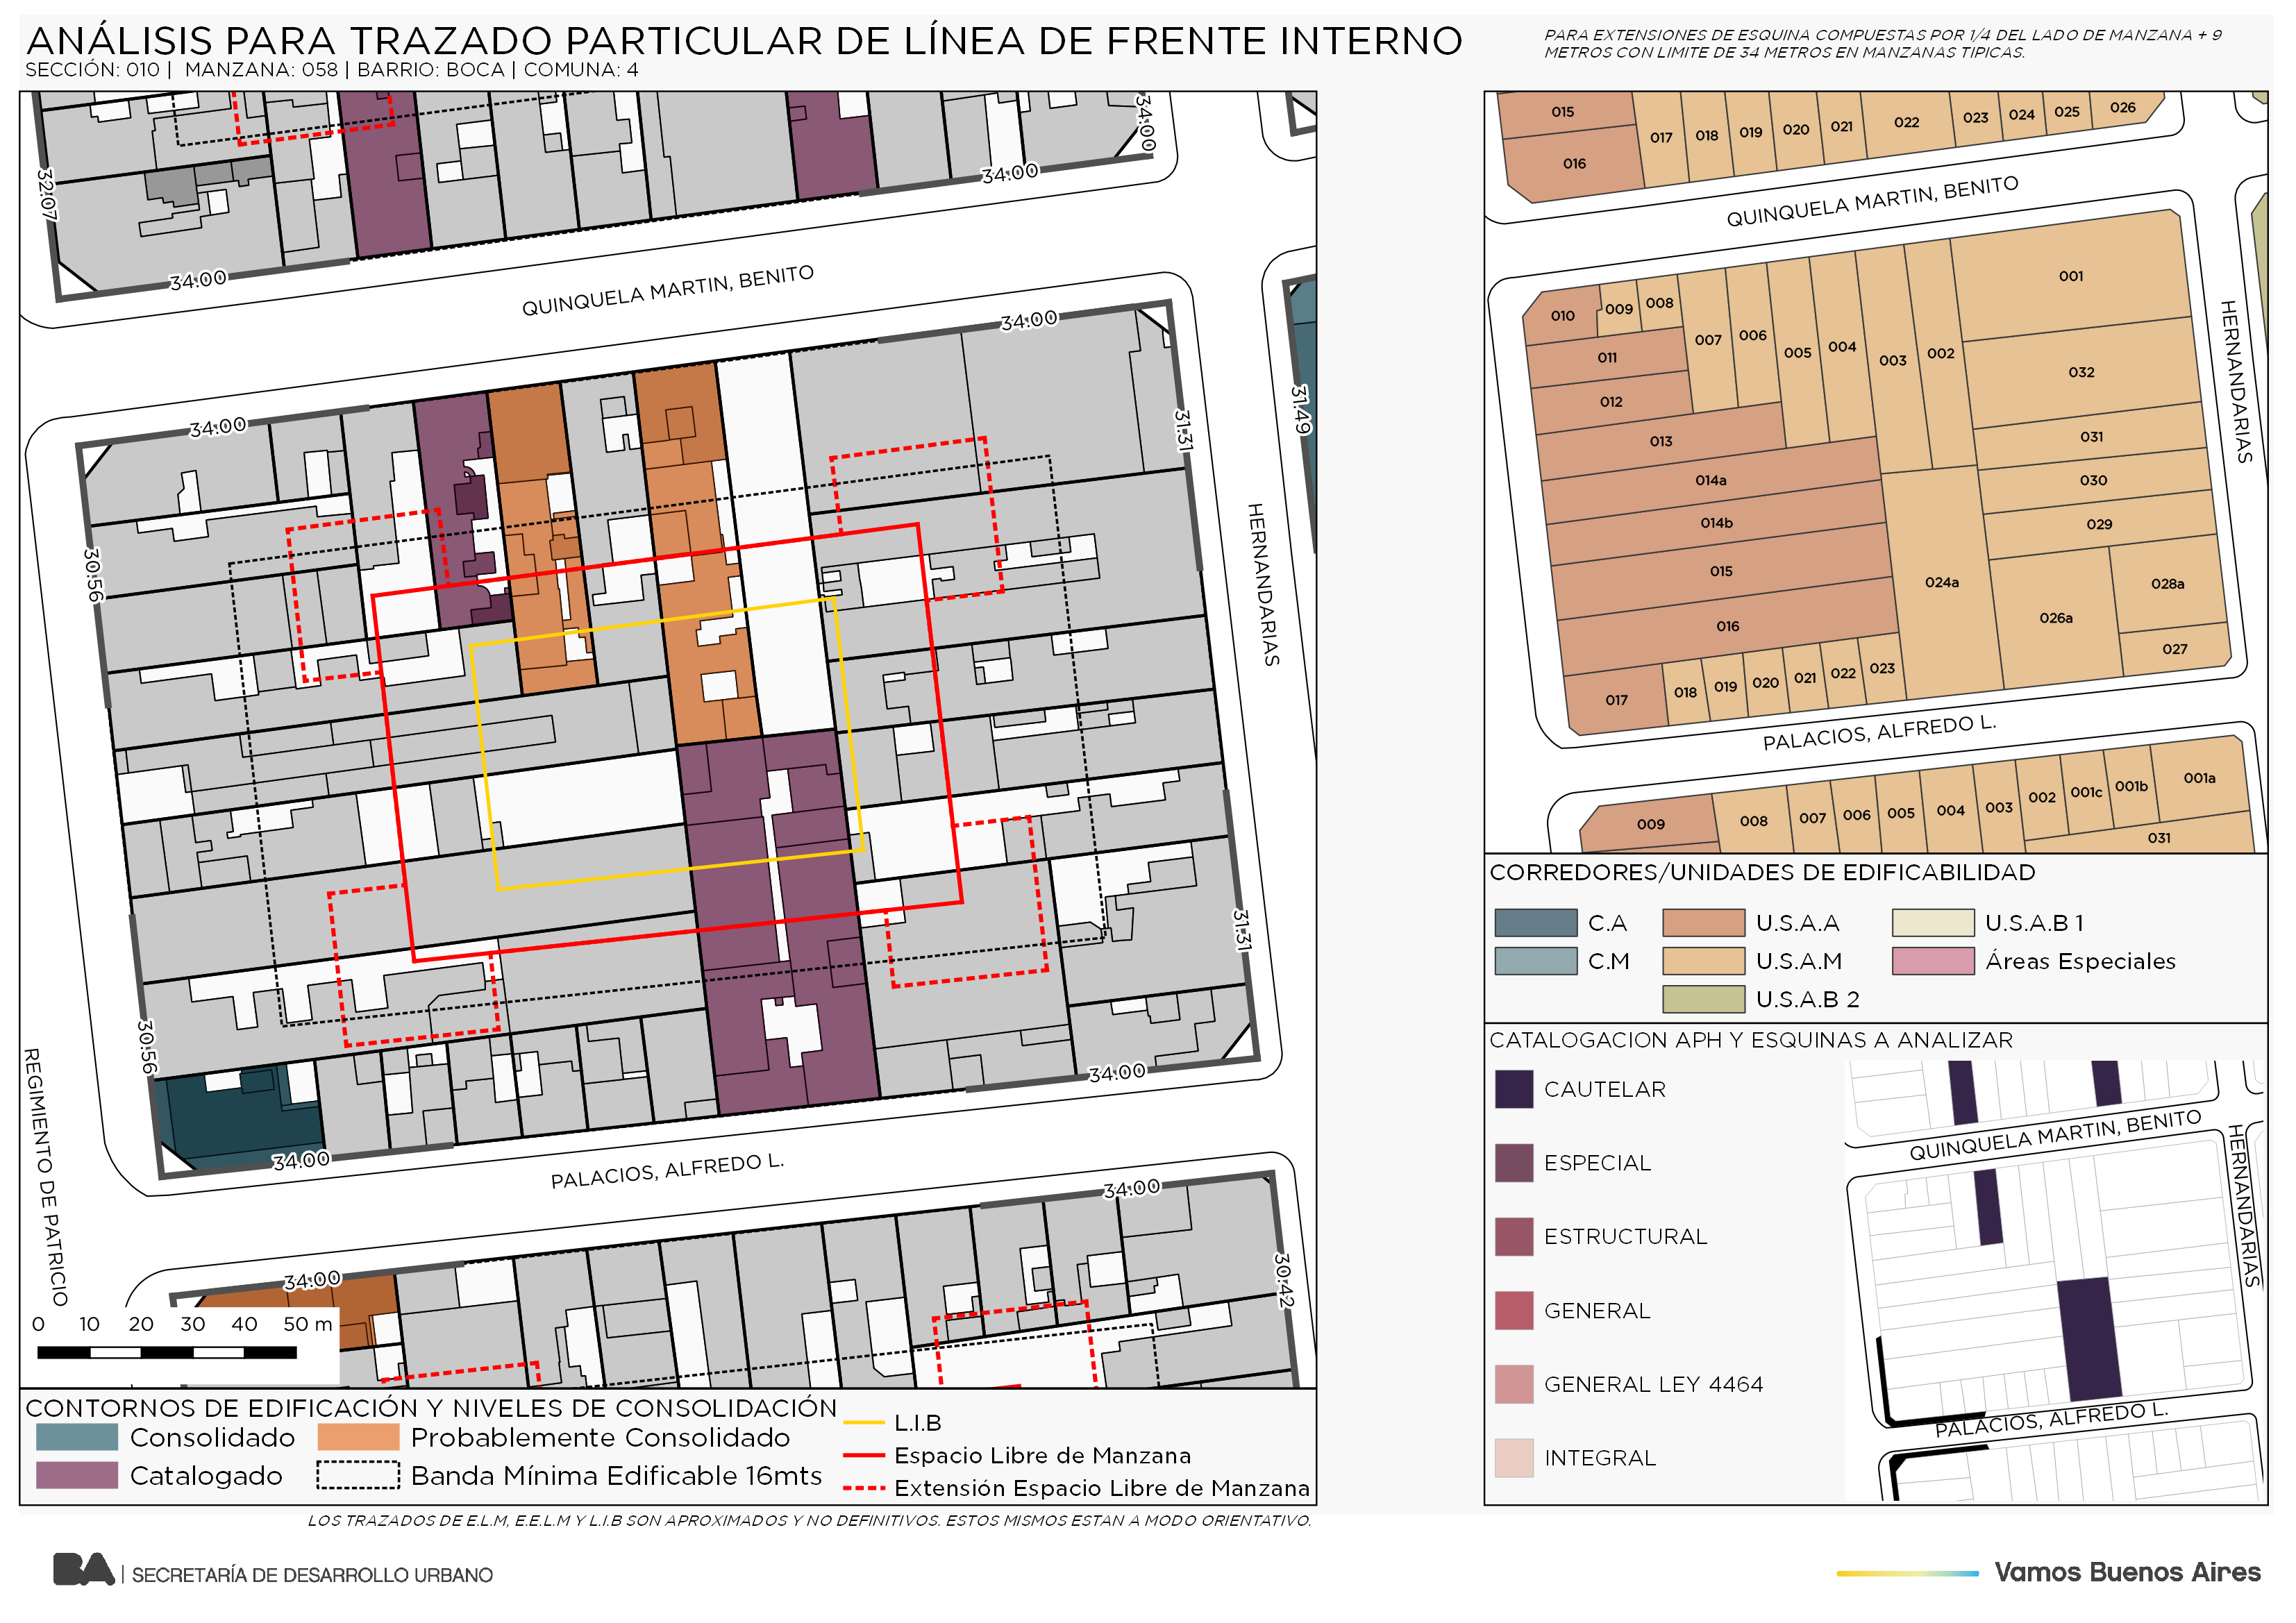 ANÁLISIS PARA TRAZADO PARTICULAR DE LÍNEA DE FRENTE INTERNO
SECCIÓN: 010 | MANZANA: 058 | BARRIO: BOCA | COMUNA: 4
PARA EXTENSIONES DE ESQUINA COMPUESTAS POR 1/4 DEL LADO DE MANZANA + 9
METROS CON LIMITE DE 34 METROS EN MANZANAS TIPICAS.
34:00
32:07
34:00
34:00
QUINQUELA MARTIN, BENITO
34:00
34:00
31:49
31:31
30:56
HERNANDARIAS
31:31
30:56
34:00
34:00
REGIMIENTO DE PATRICIO
PALACIOS, ALFREDO L.
34:00
34:00
30:42
0 10 20 30 40 50 m
CONTORNOS DE EDIFICACIÓN Y NIVELES DE CONSOLIDACIÓN
Consolidado
Probablemente Consolidado
Catalogado
Banda Mínima Edificable 16mts
L.I.B
Espacio Libre de Manzana
Extensión Espacio Libre de Manzana
LOS TRAZADOS DE E.L.M, E.E.L.M Y L.I.B SON APROXIMADOS Y NO DEFINITIVOS. ESTOS MISMOS ESTAN A MODO ORIENTATIVO.
015
016
017 018 019 020 021 022 023 024 025 026
QUINQUELA MARTIN, BENITO
HERNANDARIAS
010 009 008 007 006 005 004 003 002 001
011
012
013
014a
014b
015
016
017 018 019 020 021 022 023
024a
032
031
030
029
028a
026a
027
PALACIOS, ALFREDO L.
009 008 007 006 005 004 003 002 001c 001b 001a
031
CORREDORES/UNIDADES DE EDIFICABILIDAD
C.A
U.S.A.A
U.S.A.B 1
C.M
U.S.A.M
Áreas Especiales
U.S.A.B 2
CATALOGACION APH Y ESQUINAS A ANALIZAR
CAUTELAR
ESPECIAL
ESTRUCTURAL
GENERAL
GENERAL LEY 4464
INTEGRAL
QUINQUELA MARTIN, BENITO
HERNANDARIAS
PALACIOS, ALFREDO L.
BA | SECRETARÍA DE DESARROLLO URBANO
Vamos Buenos Aires